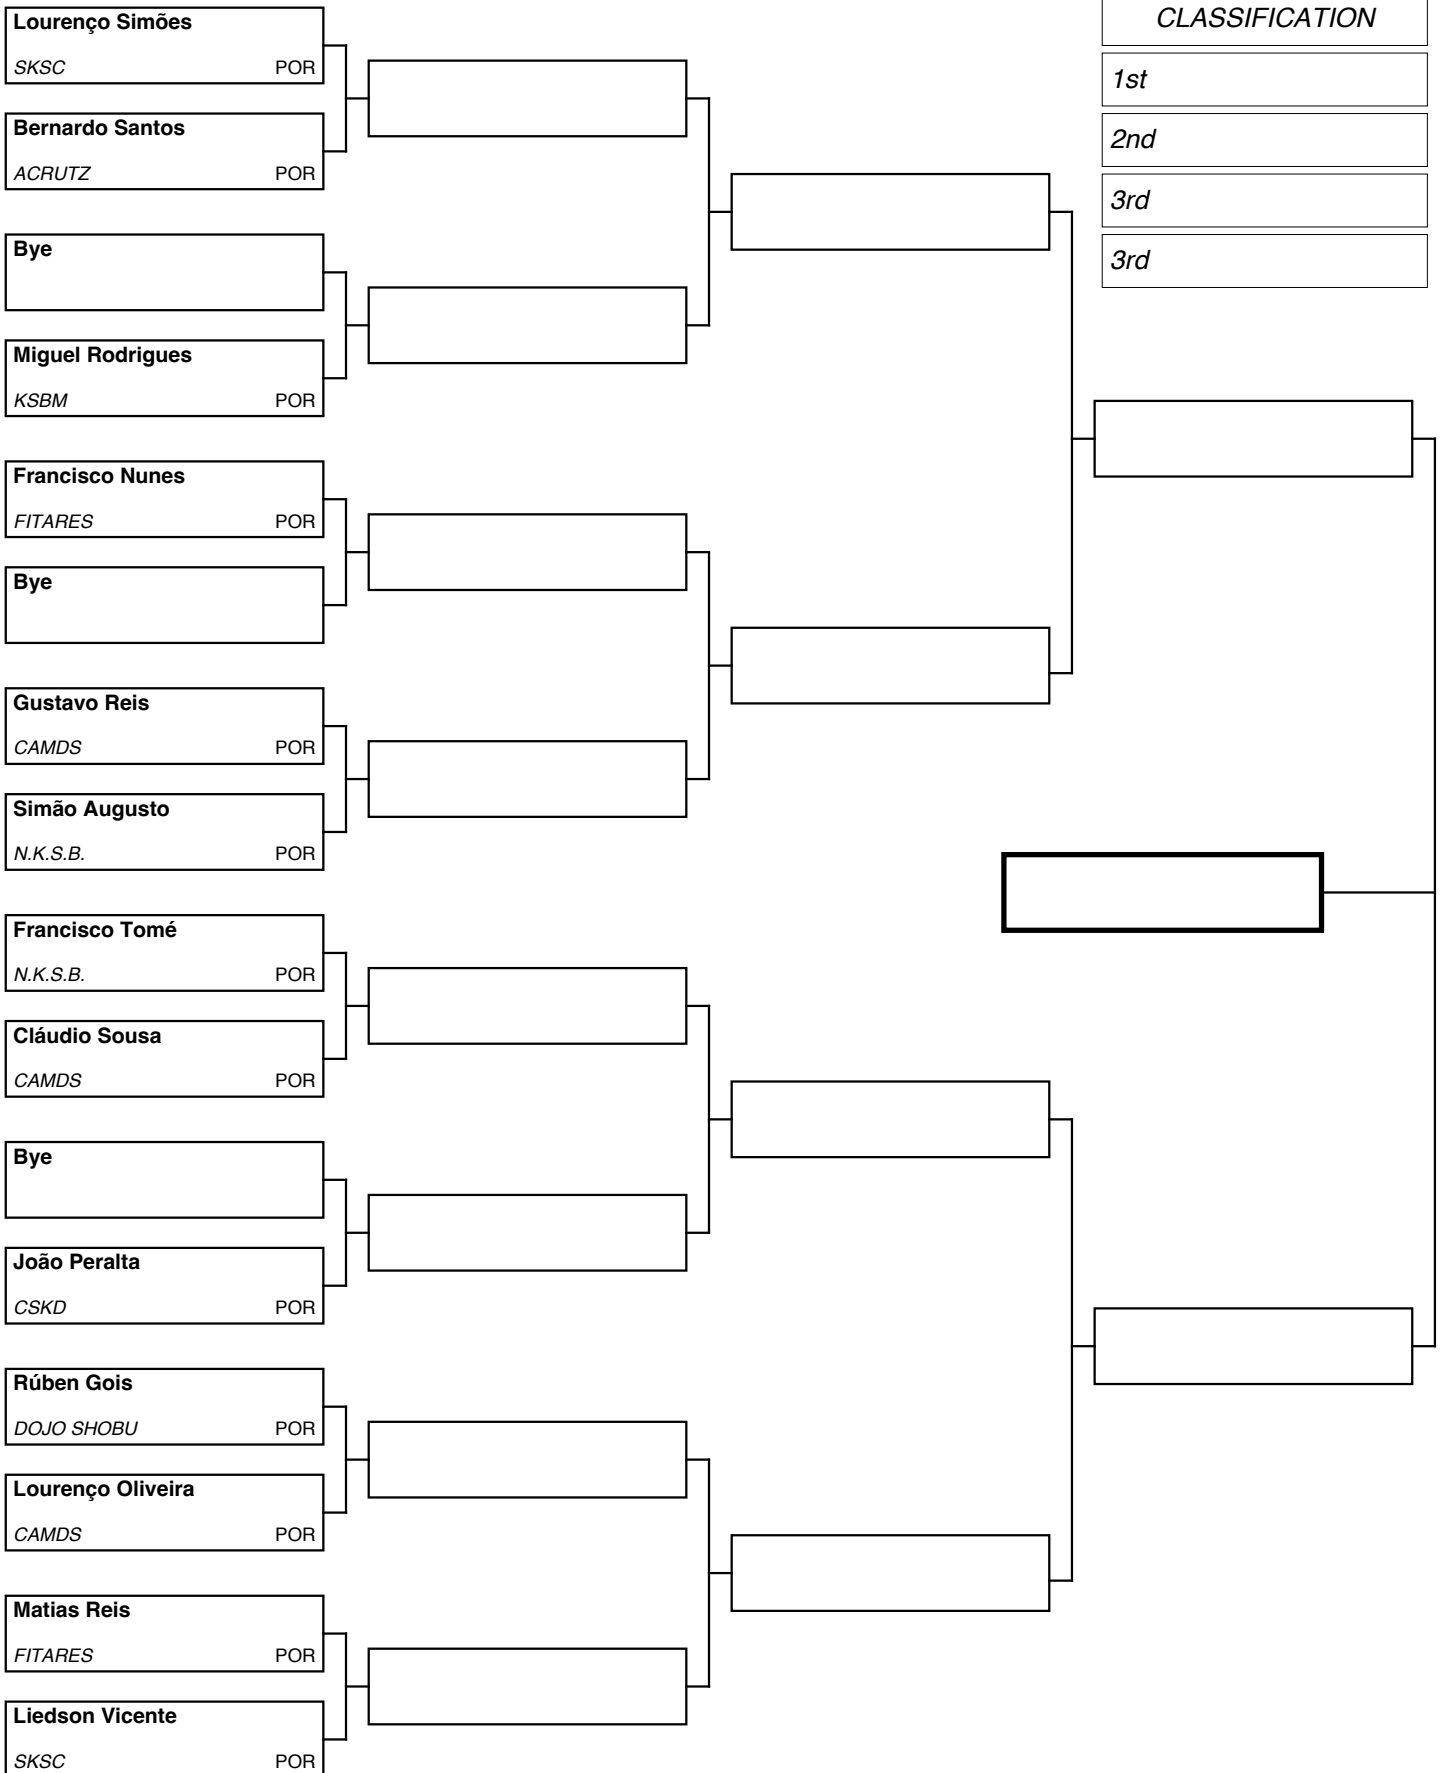 Lourenço Simões
SKSC POR
Bernardo Santos
ACRUTZ POR
Bye
Miguel Rodrigues
KSBM POR
Francisco Nunes
FITARES POR
Bye
Gustavo Reis
CAMDS POR
Simão Augusto
N.K.S.B. POR
Francisco Tomé
N.K.S.B. POR
Cláudio Sousa
CAMDS POR
Bye
João Peralta
CSKD POR
Rúben Gois
DOJO SHOBU POR
Lourenço Oliveira
CAMDS POR
Matias Reis
FITARES POR
Liedson Vicente
SKSC POR
CLASSIFICATION
1st
2nd
3rd
3rd